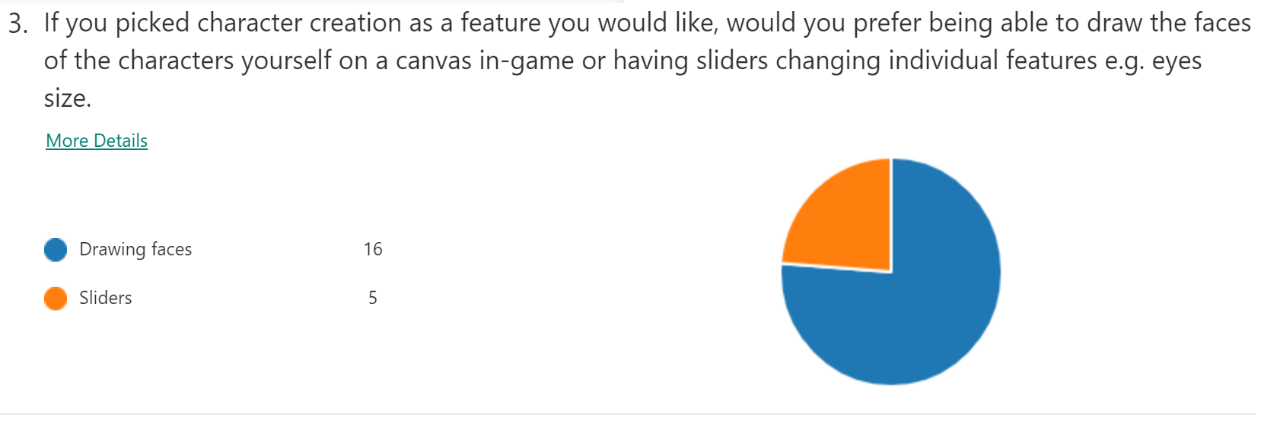 3. If you picked character creation as a feature you would like, would you prefer being able to draw the faces
of the characters yourself on a canvas in-game or having sliders changing individual features e.g. eyes
size.
More Details
Drawing faces 16
Sliders 5